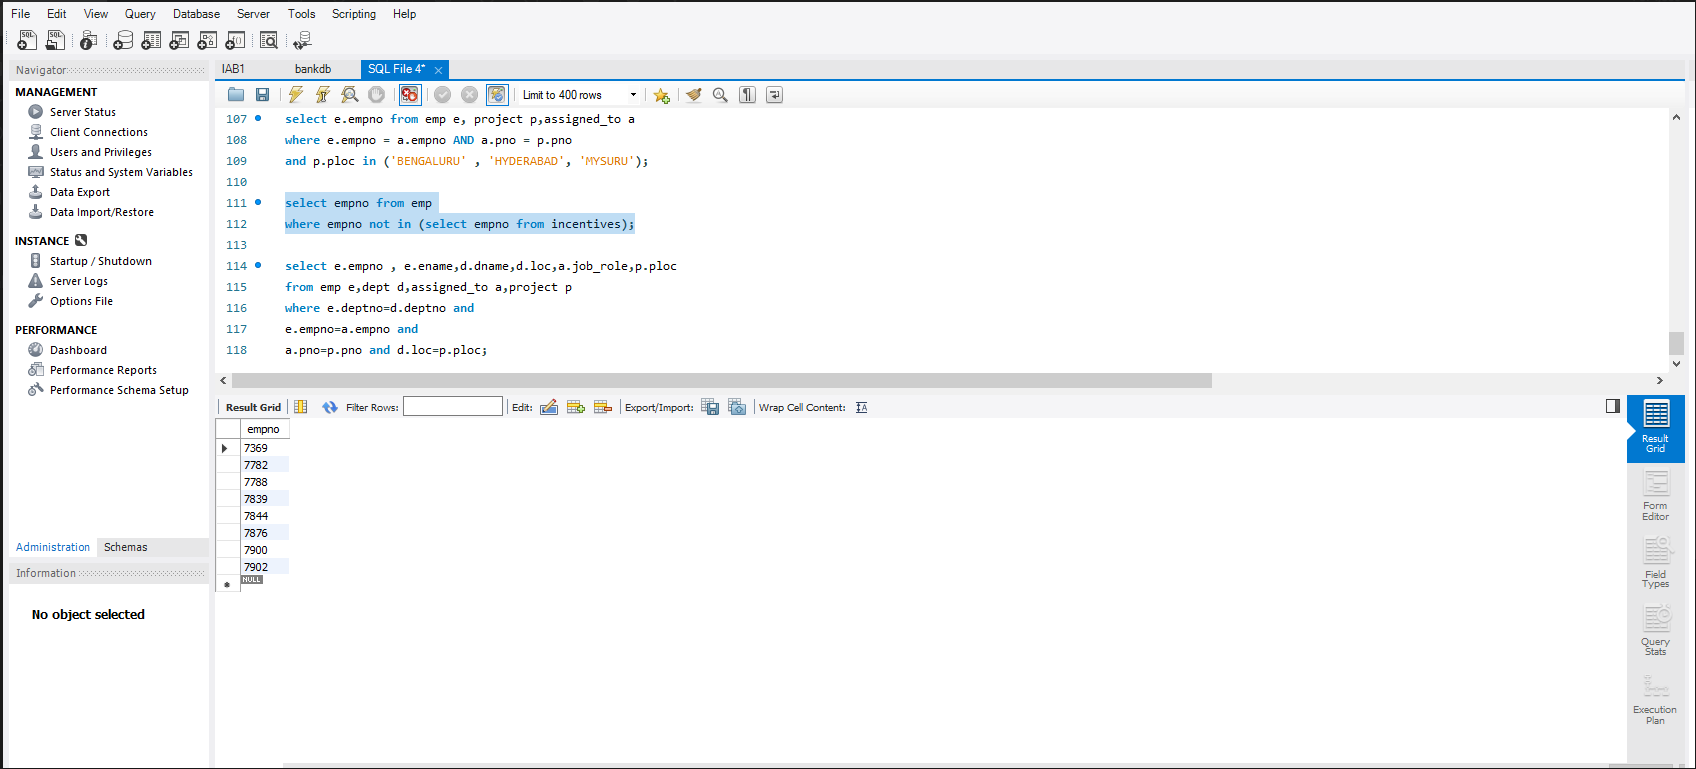 File Edit View Query Database Server Tools Scripting Help
Navigator
MANAGEMENT
Server Status
Client Connections
Users and Privileges
Status and System Variables
Data Export
Data Import/Restore
INSTANCE
Startup / Shutdown
Server Logs
Options File
PERFORMANCE
Dashboard
Performance Reports
Performance Schema Setup
Administration Schemas
Information
No object selected
IAB1 bankdb SQL File 4*
Limit to 400 rows
107 select e.empno from emp e, project p,assigned_to a
108 where e.empno = a.empno AND a.pno = p.pno
109 and p.ploc in ('BENGALURU' , 'HYDERABAD', 'MYSURU');
110
111 select empno from emp
112 where empno not in (select empno from incentives);
113
114 select e.empno , e.ename,d.dname,d.loc,a.job_role,p.ploc
115 from emp e,dept d,assigned_to a,project p
116 where e.deptno=d.deptno and
117 e.empno=a.empno and
118 a.pno=p.pno and d.loc=p.ploc;
Result Grid Filter Rows: Edit: Export/Import: Wrap Cell Content:
empno
7369
7782
7788
7839
7844
7876
7900
7902
NULL
Result
Grid
Form
Editor
Field
Types
Query
Stats
Execution
Plan